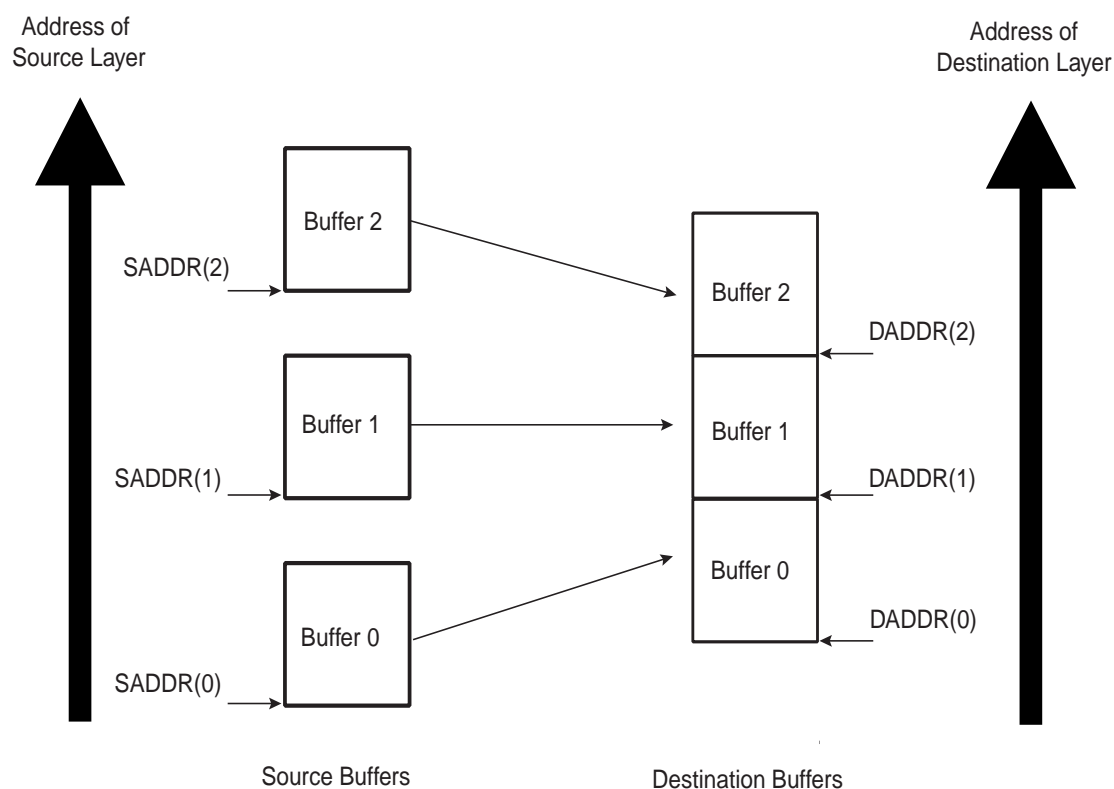 Address of
Source Layer
Address of
Destination Layer
Buffer 2
SADDR(2)
Buffer 2
DADDR(2)
Buffer 1
Buffer 1
SADDR(1)
DADDR(1)
Buffer 0
DADDR(0)
Buffer 0
SADDR(0)
Source Buffers
Destination Buffers